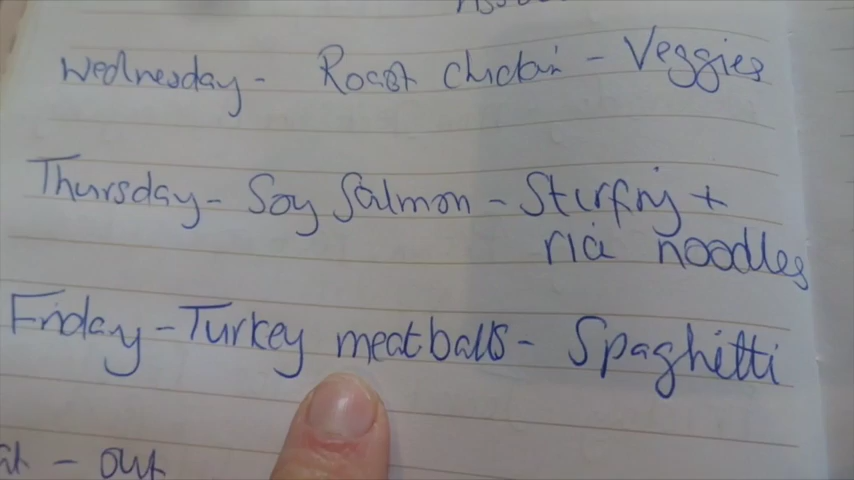 Wednesday - Roast chicken - Veggies
Thursday - Soy Salmon - Stirfry +
rice noodles
Friday - Turkey meatballs - Spaghetti
- out